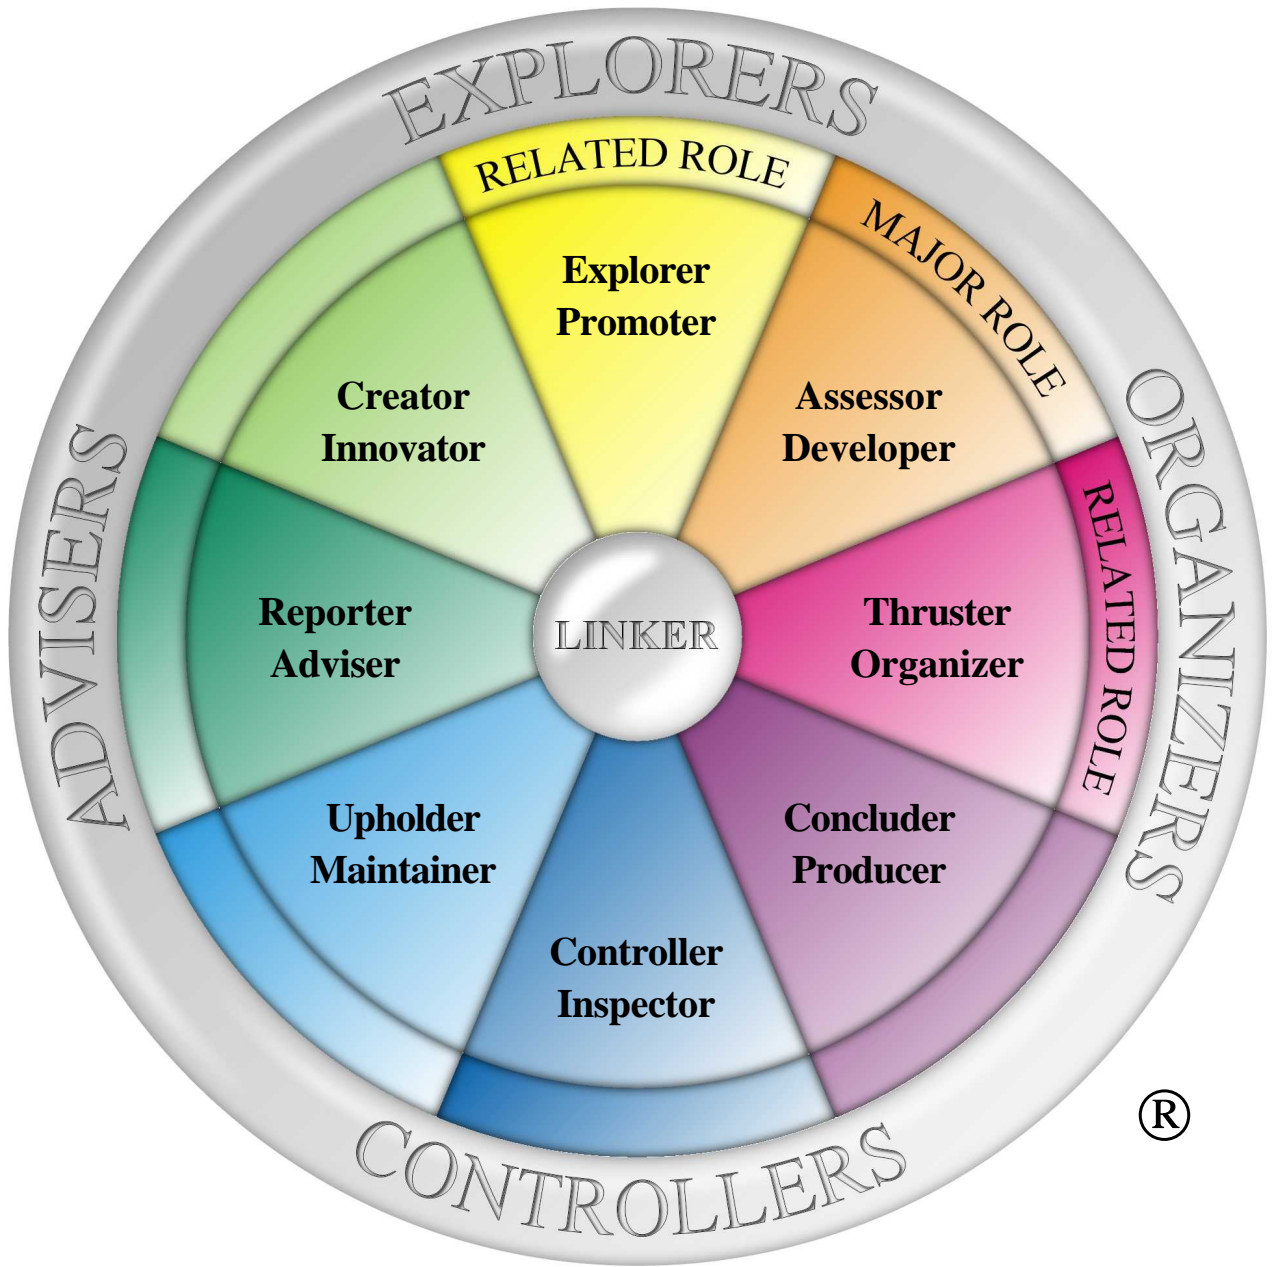 EXPLORERS
RELATED ROLE
MAJOR ROLE
Explorer
Promoter
Creator
Innovator
Assessor
Developer
ORGANIZERS
ADVISERS
RELATED ROLE
Reporter
Adviser
LINKER
Thruster
Organizer
Upholder
Maintainer
Concluder
Producer
Controller
Inspector
CONTROLLERS
®